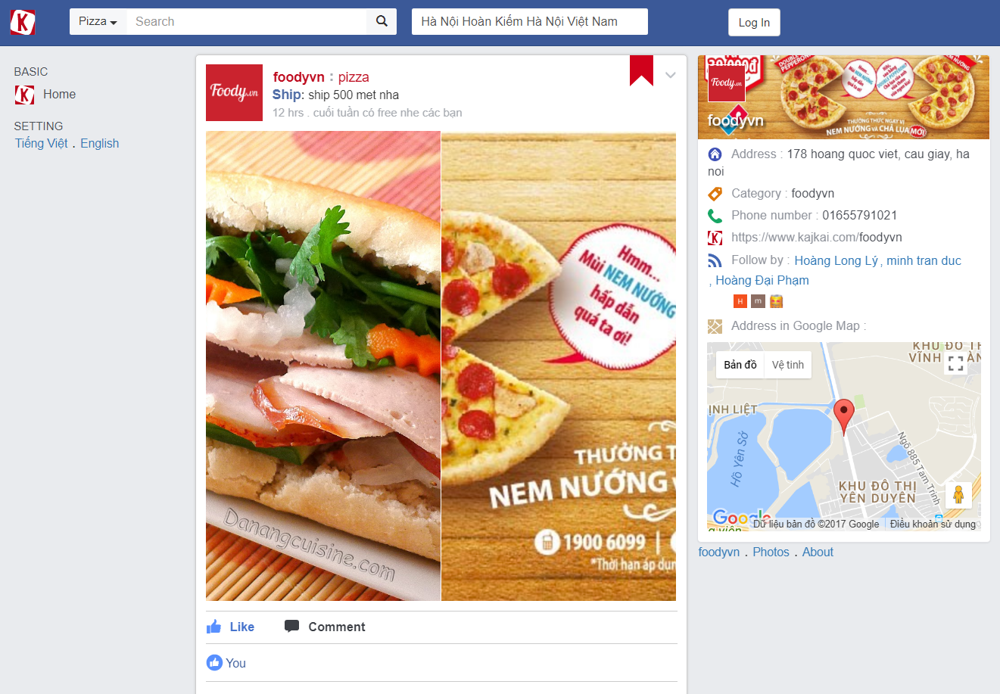 K
Pizza
Search
Hà Nội Hoàn Kiếm Hà Nội Việt Nam
Log In
BASIC
K Home
SETTING
Tiếng Việt . English
Foody.vn
foodyvn : pizza
Ship: ship 500 met nha
12 hrs . cuối tuần có free nhe các bạn
Danangcuisine.com
Hmm...
Mùi NEM NƯỚNG
hấp dẫn
quá ta ơi!
THƯỞNG T
NEM NƯỚNG
1900 6099 |
*Thời hạn áp dụn
Like
Comment
You
DOUBLE
PEPPERONI
Foody.vn
foodyvn
THƯỞNG THỨC NGAY VỊ
NEM NƯỚNG VÀ CHẢ LỤA MỚI
Address : 178 hoang quoc viet, cau giay, ha
noi
Category : foodyvn
Phone number : 01655791021
K https://www.kajkai.com/foodyvn
Follow by : Hoàng Long Lý , minh tran duc
, Hoàng Đại Phạm
H m
Address in Google Map :
Bản đồ Vệ tinh
KHU ĐÔ TH
VĨNH HOÀN
INH LIỆT
Hồ Yên Sở
Ngõ 885 Tam Trinh
KHU ĐÔ THỊ
YÊN DUYÊN
Google
Dữ liệu bản đồ ©2017 Google
Điều khoản sử dụng
foodyvn . Photos . About